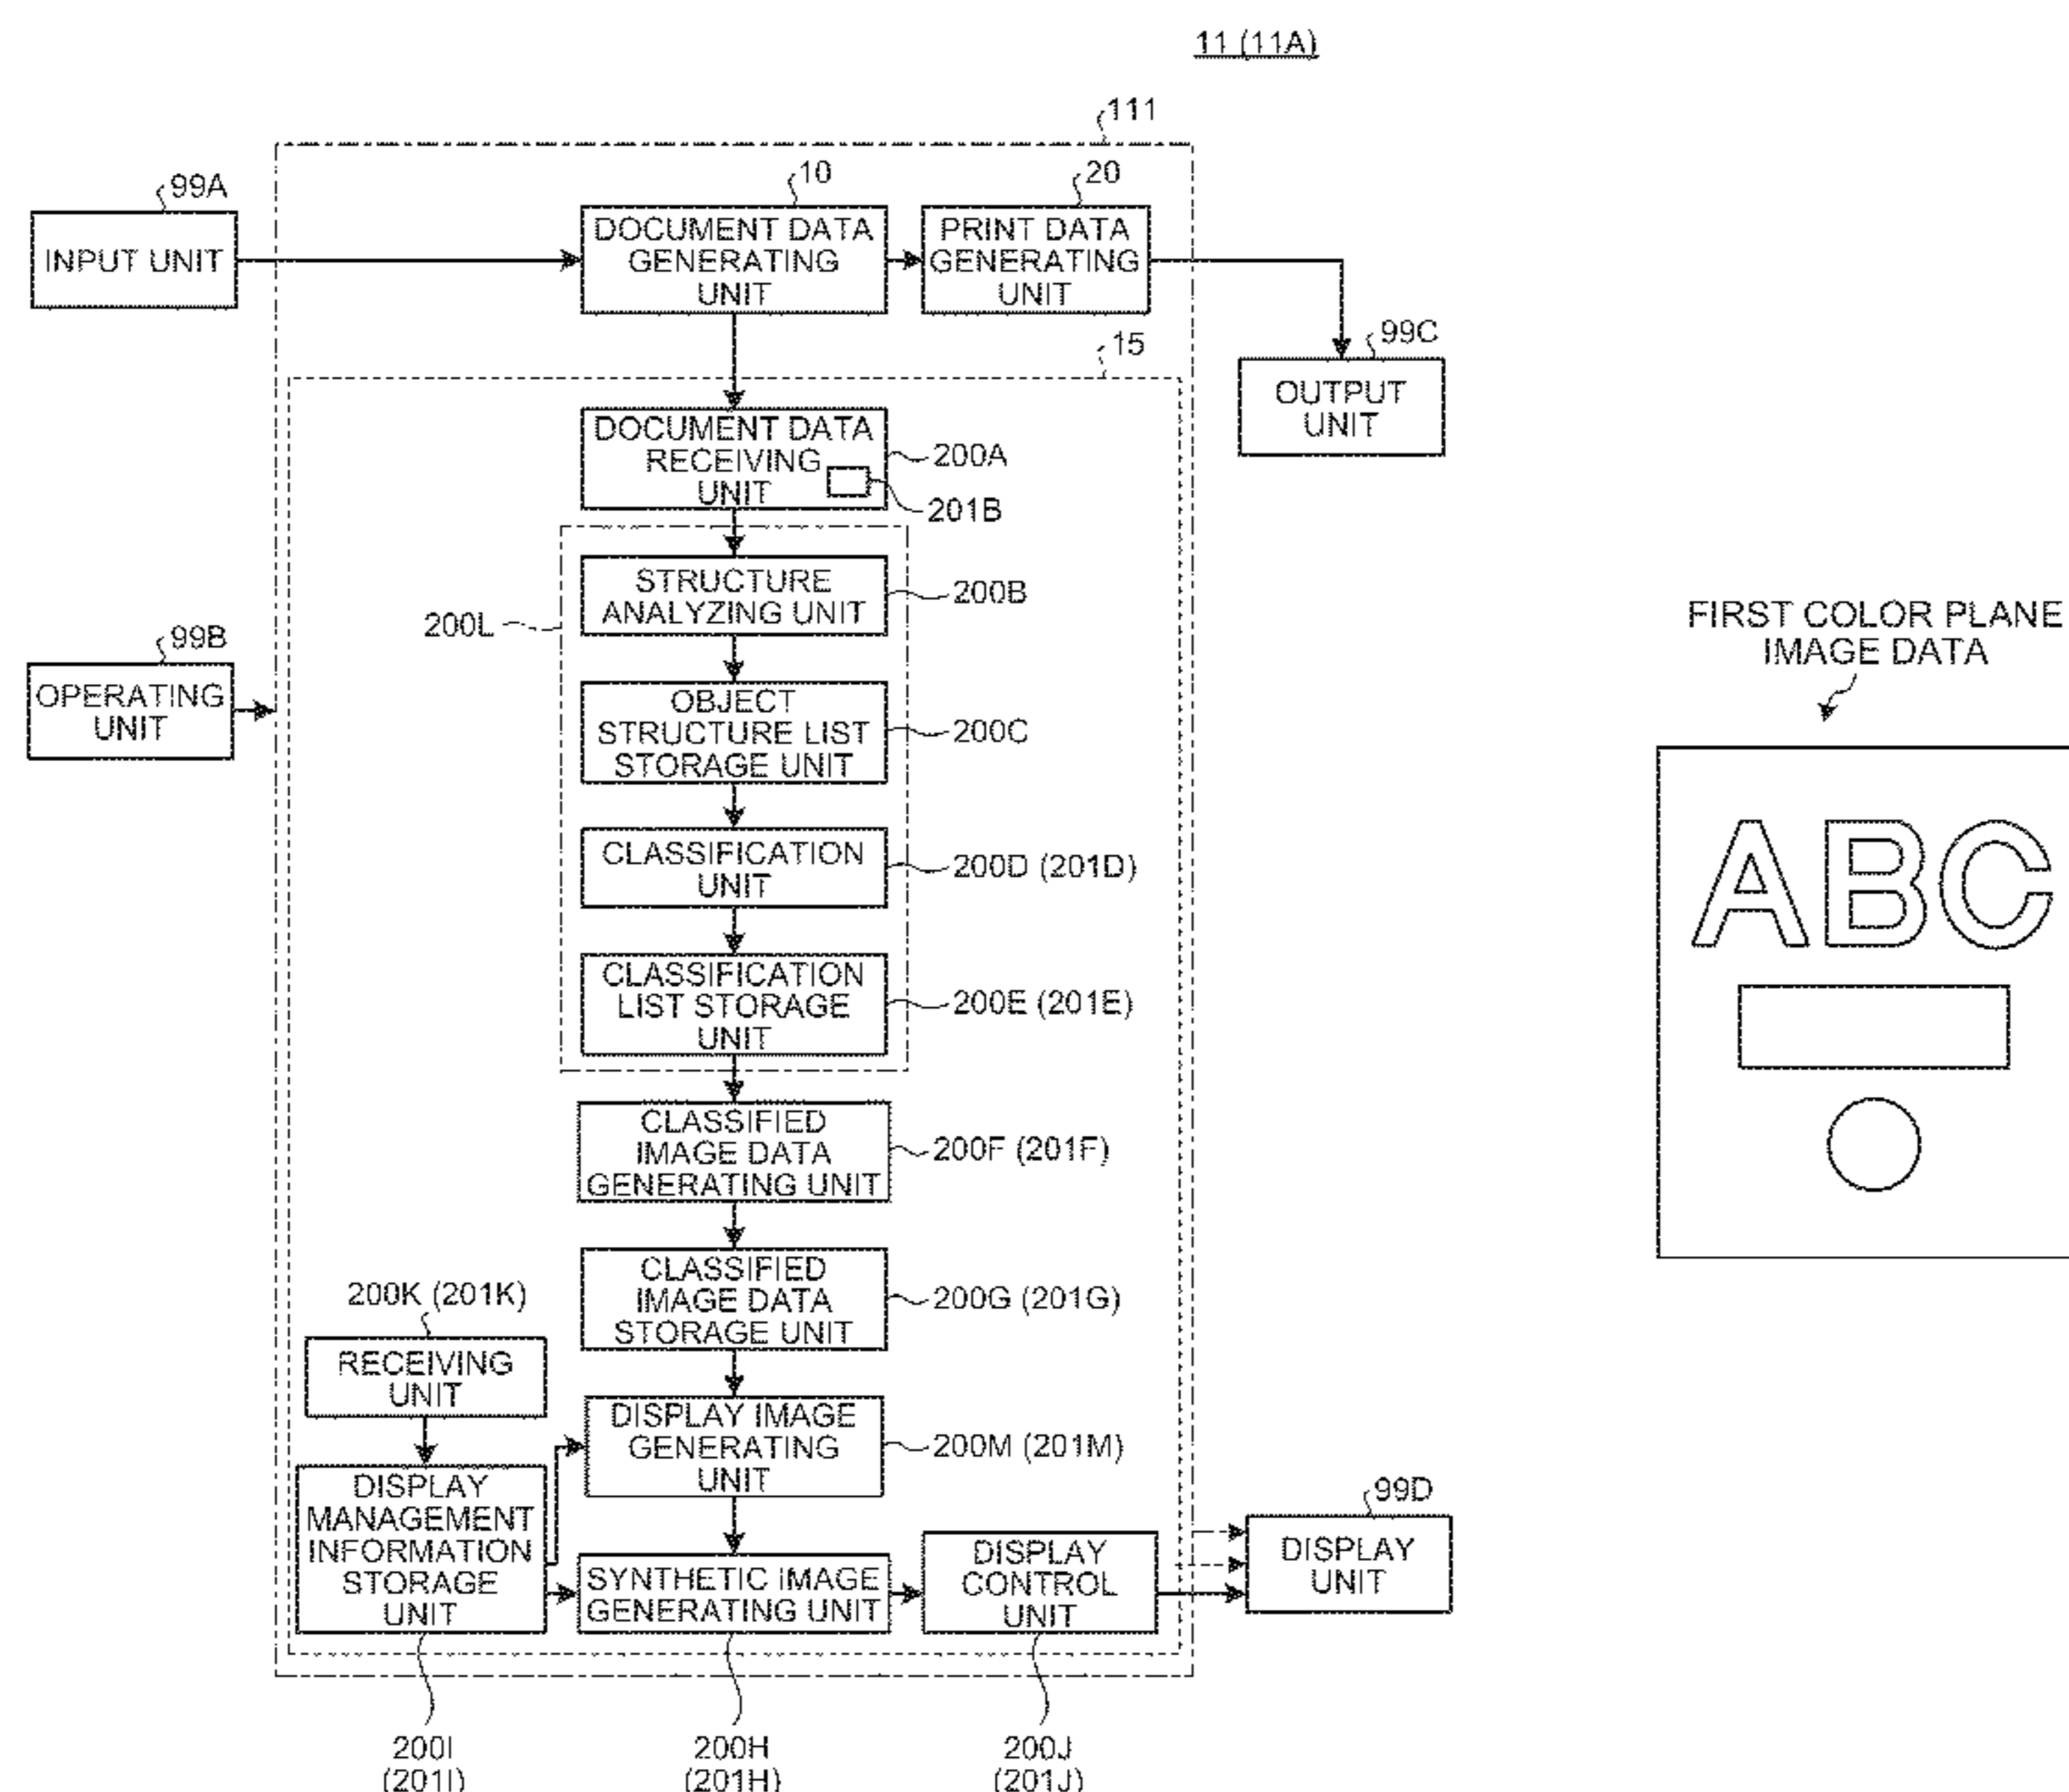 11 (11A)
111
99A
INPUT UNIT
10
DOCUMENT DATA
GENERATING
UNIT
20
PRINT DATA
GENERATING
UNIT
15
99C
OUTPUT
UNIT
DOCUMENT DATA
RECEIVING
UNIT
200A
201B
STRUCTURE
ANALYZING UNIT
200B
200L
99B
OPERATING
UNIT
OBJECT
STRUCTURE LIST
STORAGE UNIT
200C
CLASSIFICATION
UNIT
200D (201D)
CLASSIFICATION
LIST STORAGE
UNIT
200E (201E)
CLASSIFIED
IMAGE DATA
GENERATING UNIT
200F (201F)
CLASSIFIED
IMAGE DATA
STORAGE UNIT
200G (201G)
200K (201K)
RECEIVING
UNIT
DISPLAY IMAGE
GENERATING
UNIT
200M (201M)
DISPLAY
MANAGEMENT
INFORMATION
STORAGE
UNIT
SYNTHETIC IMAGE
GENERATING UNIT
DISPLAY
CONTROL
UNIT
99D
DISPLAY
UNIT
200I
(201I)
200H
(201H)
200J
(201J)
FIRST COLOR PLANE
IMAGE DATA
ABC